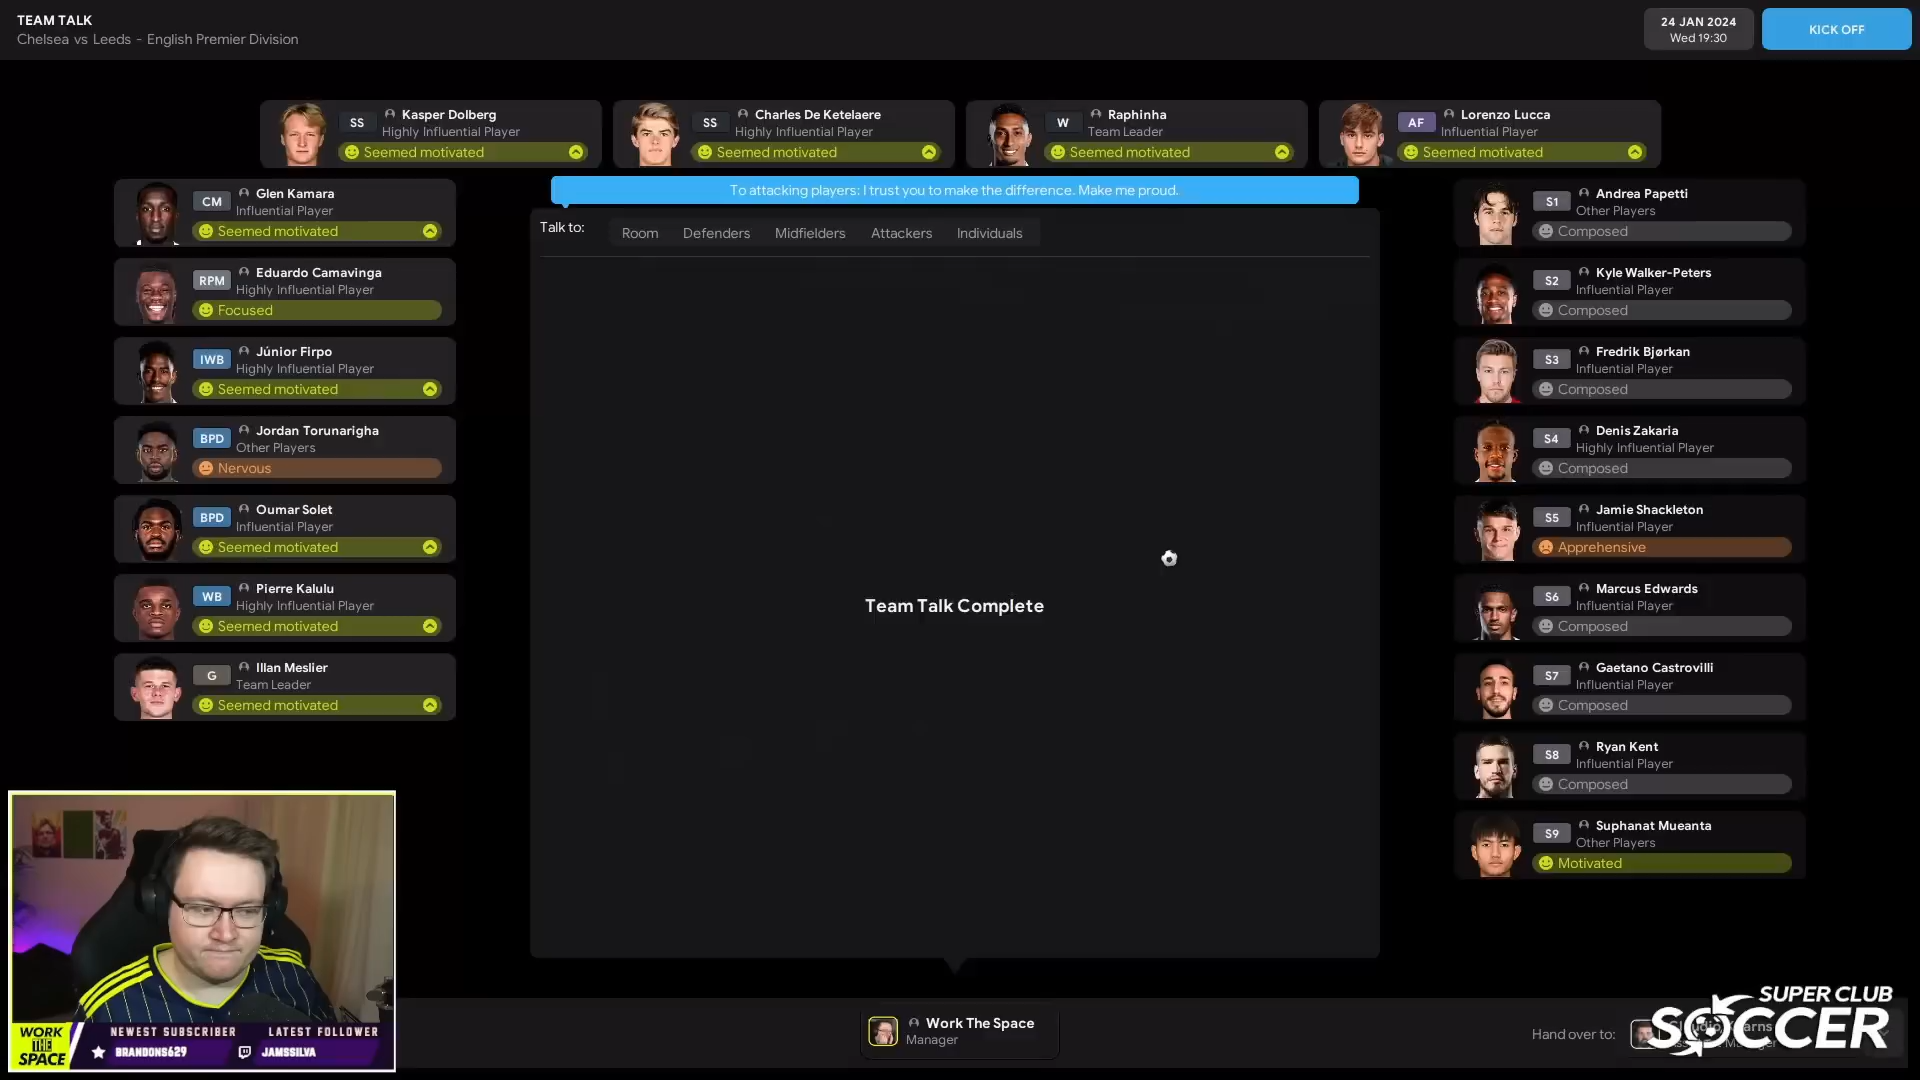 TEAM TALK
Chelsea vs Leeds - English Premier Division
24 JAN 2024
Wed 19:30
KICK OFF
SS Kasper Dolberg
Highly Influential Player
Seemed motivated
SS Charles De Ketelaere
Highly Influential Player
Seemed motivated
W Raphinha
Team Leader
Seemed motivated
AF Lorenzo Lucca
Influential Player
Seemed motivated
To attacking players: I trust you to make the difference. Make me proud.
Talk to: Room Defenders Midfielders Attackers Individuals
CM Glen Kamara
Influential Player
Seemed motivated
RPM Eduardo Camavinga
Highly Influential Player
Focused
IWB Júnior Firpo
Highly Influential Player
Seemed motivated
BPD Jordan Torunarigha
Other Players
Nervous
BPD Oumar Solet
Influential Player
Seemed motivated
WB Pierre Kalulu
Highly Influential Player
Seemed motivated
G Illan Meslier
Team Leader
Seemed motivated
Team Talk Complete
S1 Andrea Papetti
Other Players
Composed
S2 Kyle Walker-Peters
Influential Player
Composed
S3 Fredrik Bjørkan
Influential Player
Composed
S4 Denis Zakaria
Highly Influential Player
Composed
S5 Jamie Shackleton
Influential Player
Apprehensive
S6 Marcus Edwards
Influential Player
Composed
S7 Gaetano Castrovilli
Influential Player
Composed
S8 Ryan Kent
Influential Player
Composed
S9 Suphanat Mueanta
Other Players
Motivated
WORK
THE
SPACE
NEWEST SUBSCRIBER
BRANDONS629
LATEST FOLLOWER
JAMSSILVA
Work The Space
Manager
Hand over to:
SUPER CLUB
SOCCER